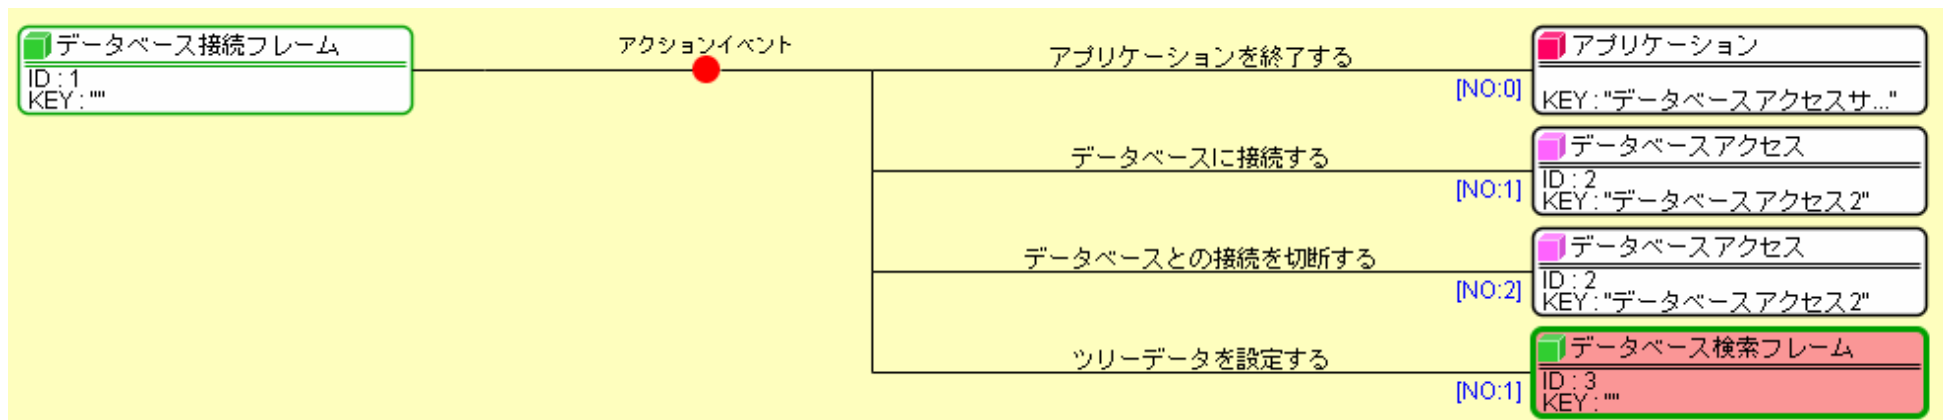 データベース接続フレーム
ID : 1
KEY : ""
アクションイベント
アプリケーションを終了する
[NO:0]
アプリケーション
KEY : "データベースアクセスサ..."
データベースに接続する
[NO:1]
データベースアクセス
ID : 2
KEY : "データベースアクセス2"
データベースとの接続を切断する
[NO:2]
データベースアクセス
ID : 2
KEY : "データベースアクセス2"
ツリーデータを設定する
[NO:1]
データベース検索フレーム
ID : 3
KEY : ""